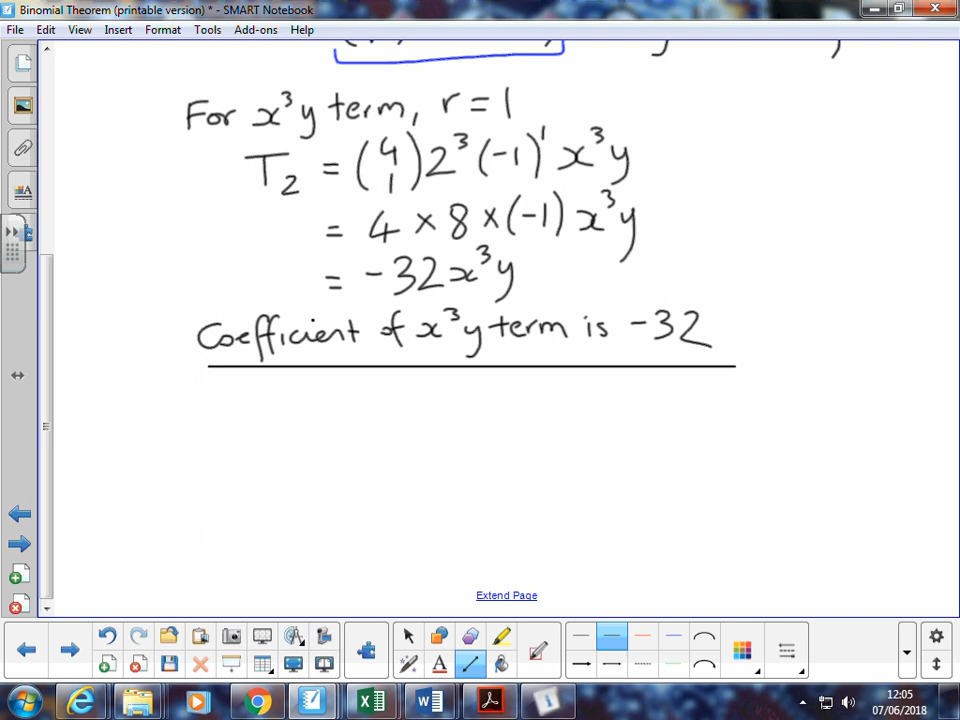 Binomial Theorem (printable version) * - SMART Notebook
File Edit View Insert Format Tools Add-ons Help
For x³y term, r = 1
T₂ = (4 1) 2³ (-1)¹ x³y
= 4 × 8 × (-1) x³y
= -32x³y
Coefficient of x³y term is -32
Extend Page
12:05
07/06/2018